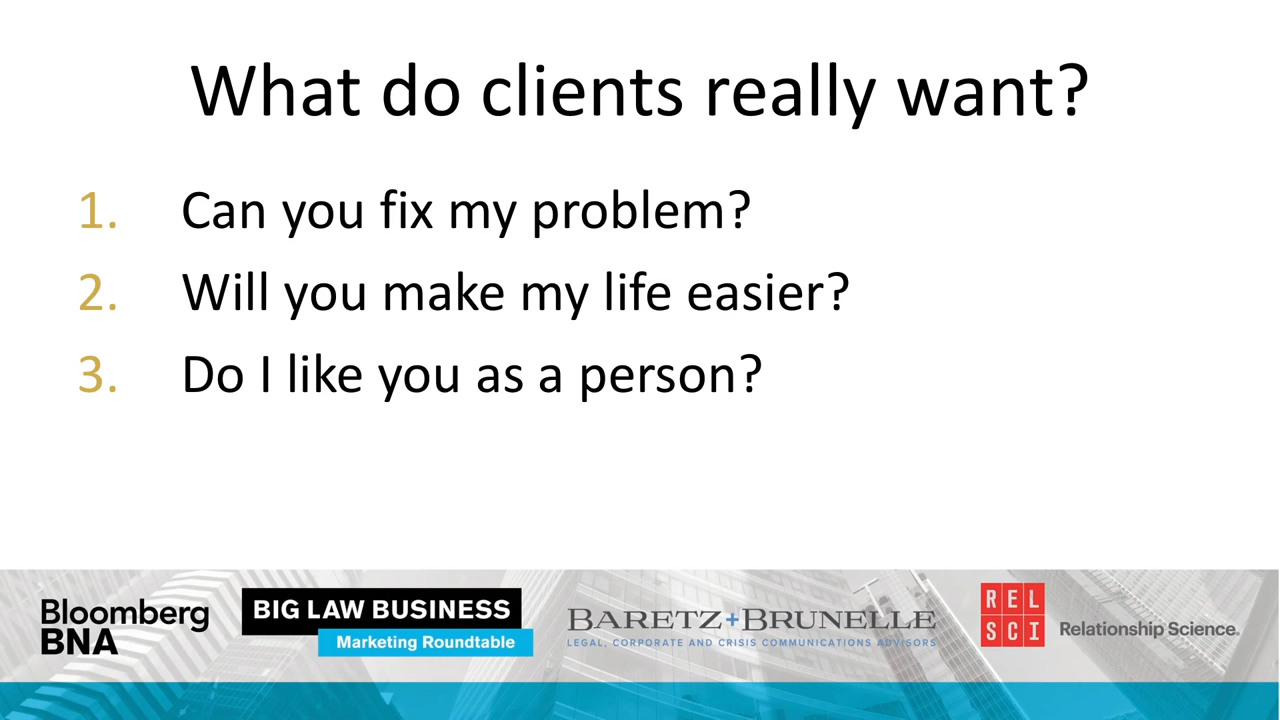 What do clients really want?
1. Can you fix my problem?
2. Will you make my life easier?
3. Do I like you as a person?
Bloomberg
BNA
BIG LAW BUSINESS
Marketing Roundtable
BARETZ+BRUNELLE
LEGAL, CORPORATE AND CRISIS COMMUNICATIONS ADVISORS
REL
SCI
Relationship Science.